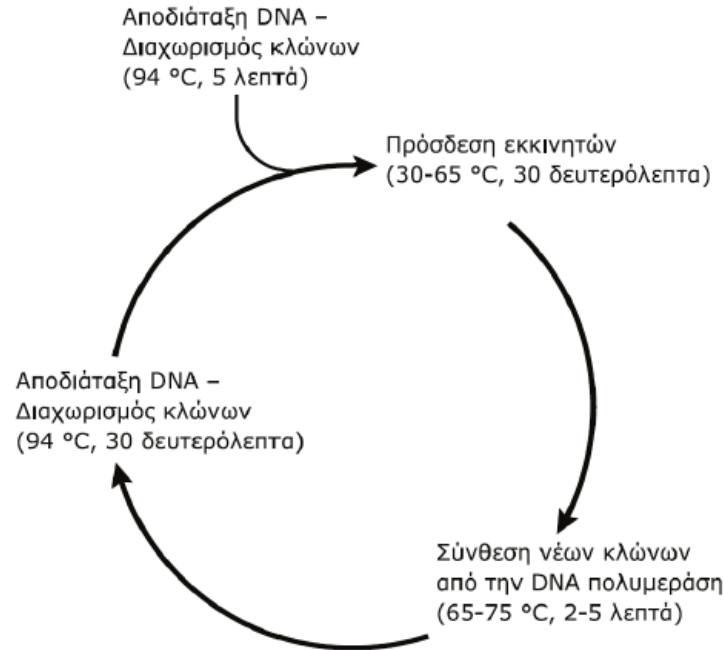 Αποδιάταξη DNA –
Διαχωρισμός κλώνων
(94 °C, 5 λεπτά)
Πρόσδεση εκκινητών
(30-65 °C, 30 δευτερόλεπτα)
Αποδιάταξη DNA –
Διαχωρισμός κλώνων
(94 °C, 30 δευτερόλεπτα)
Σύνθεση νέων κλώνων
από την DNA πολυμεράση
(65-75 °C, 2-5 λεπτά)